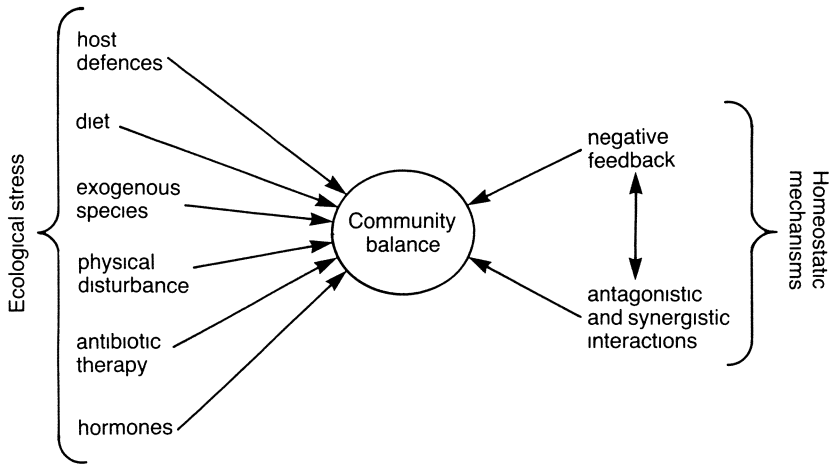 Ecological stress
host
defences
diet
exogenous
species
physical
disturbance
antibiotic
therapy
hormones
Community
balance
negative
feedback
antagonistic
and synergistic
interactions
Homeostatic
mechanisms